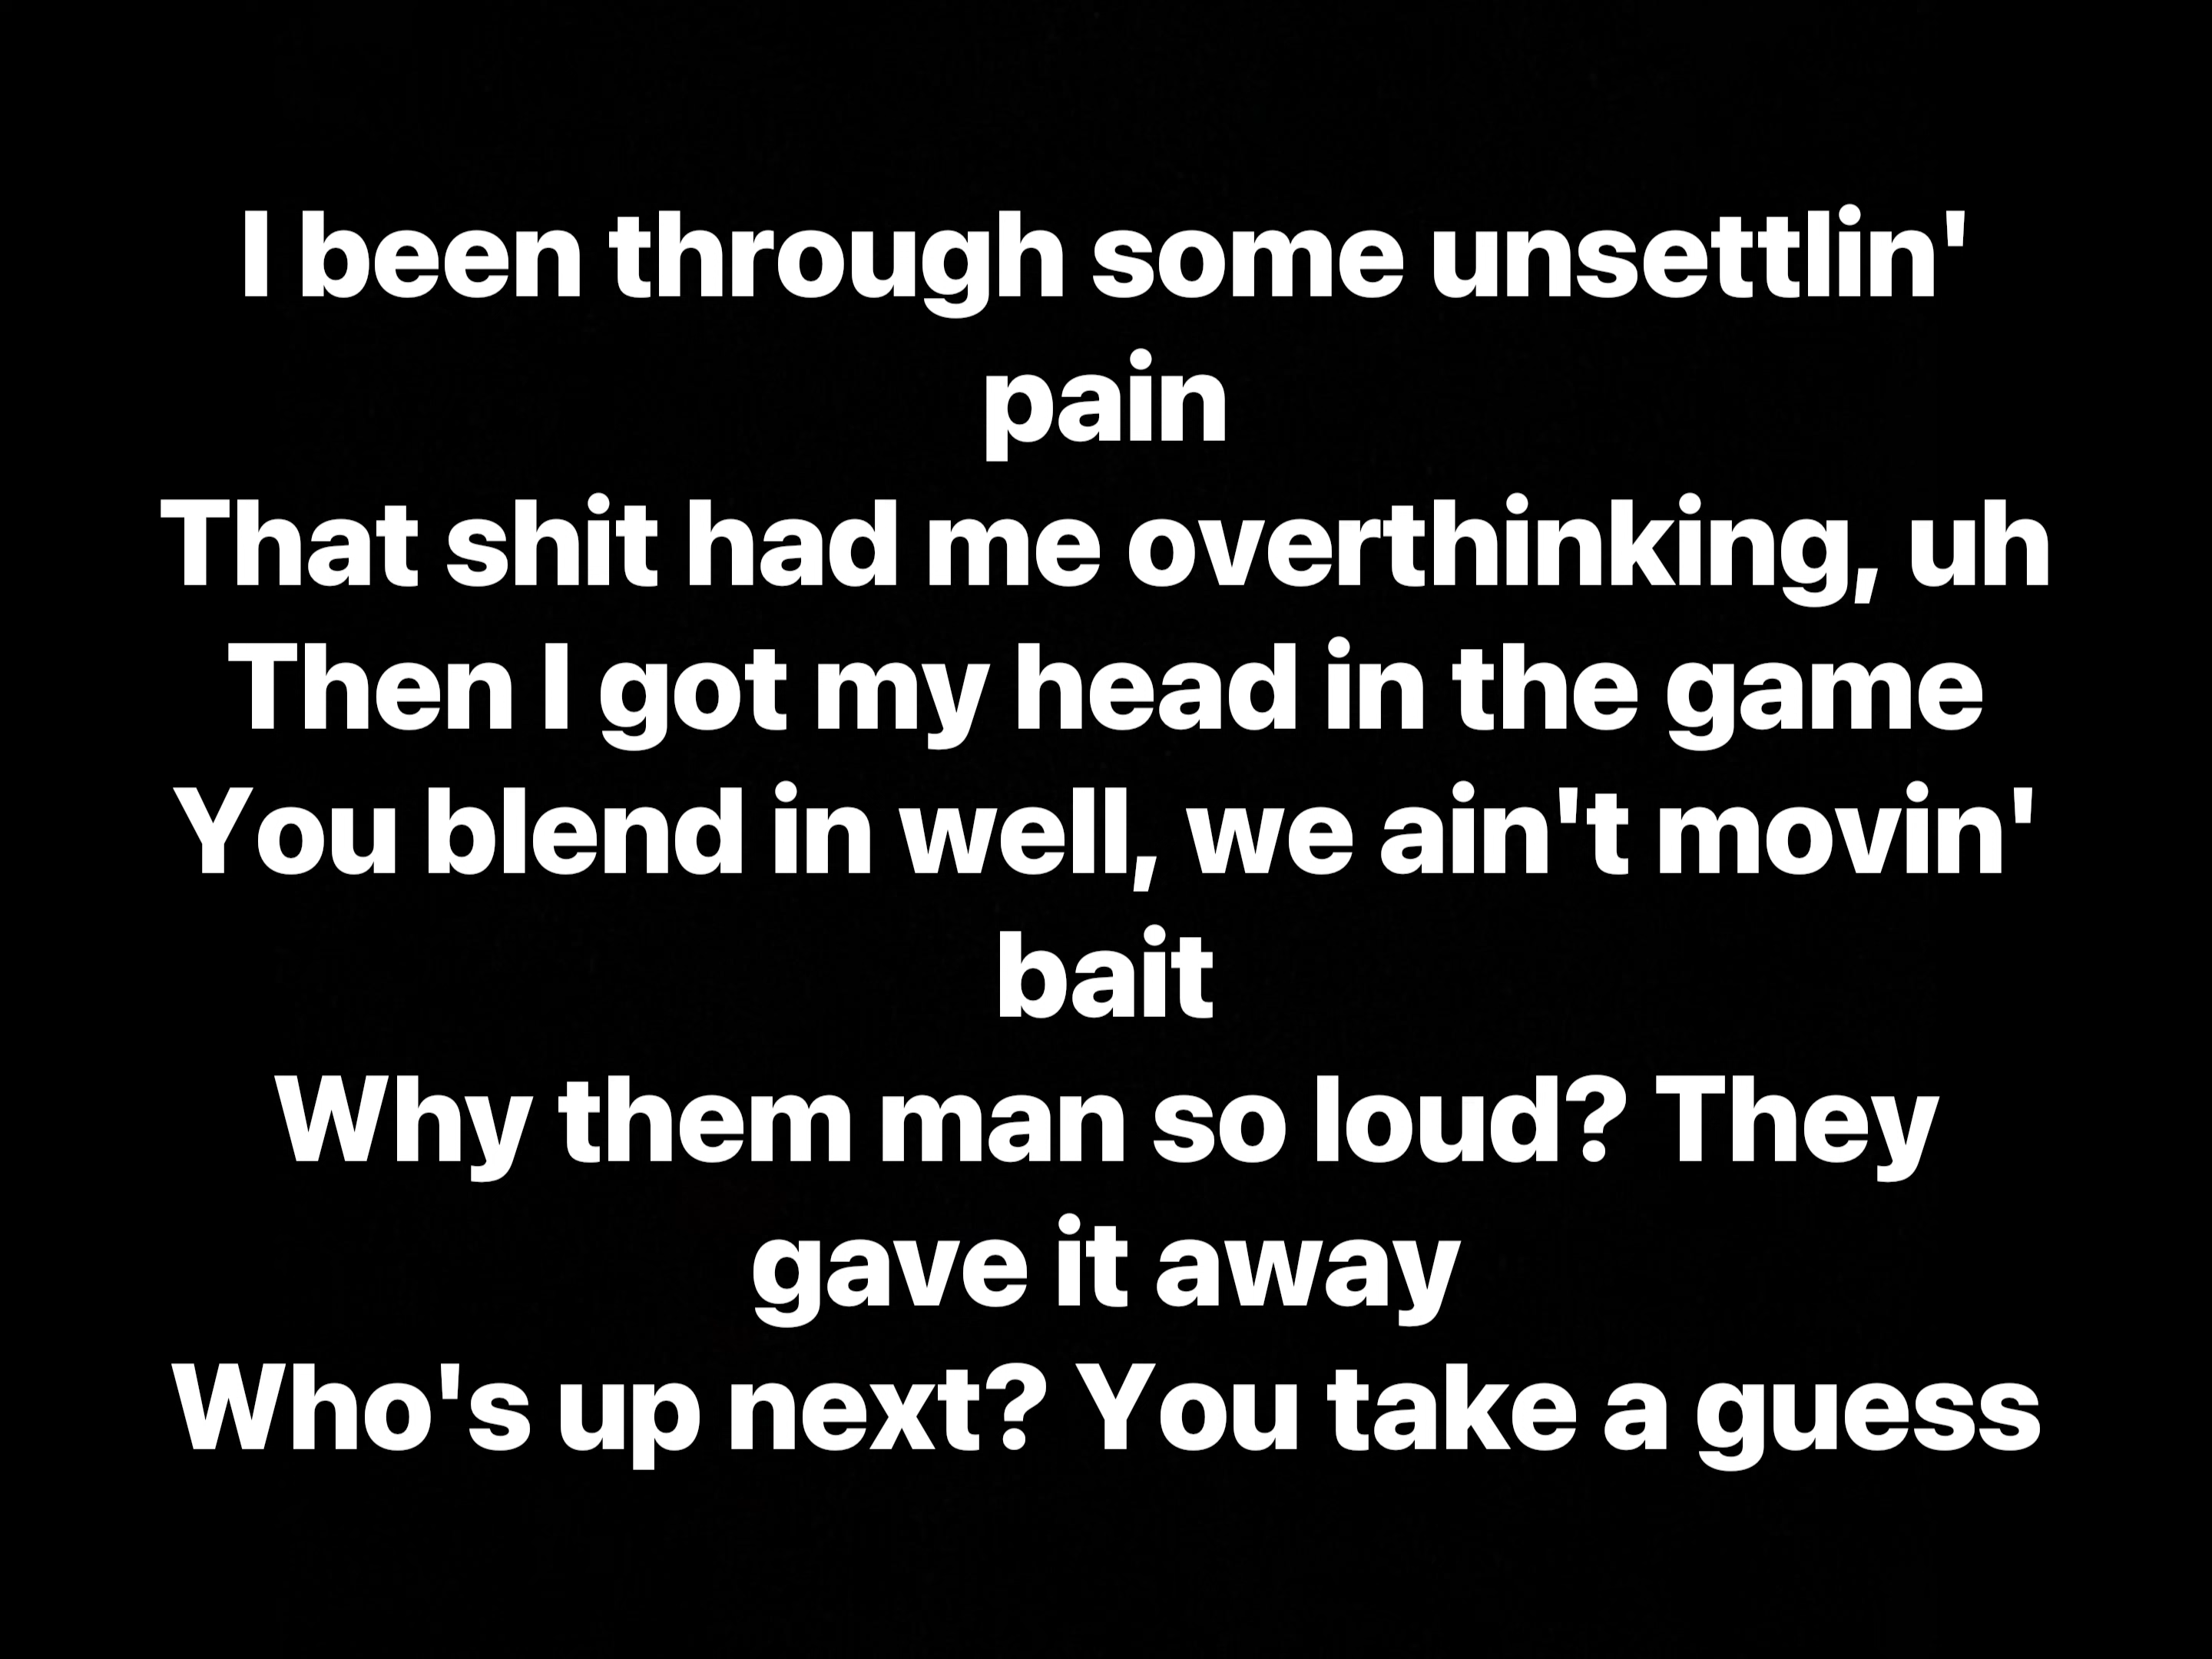 I been through some unsettlin'
pain
That shit had me overthinking, uh
Then I got my head in the game
You blend in well, we ain't movin'
bait
Why them man so loud? They
gave it away
Who's up next? You take a guess